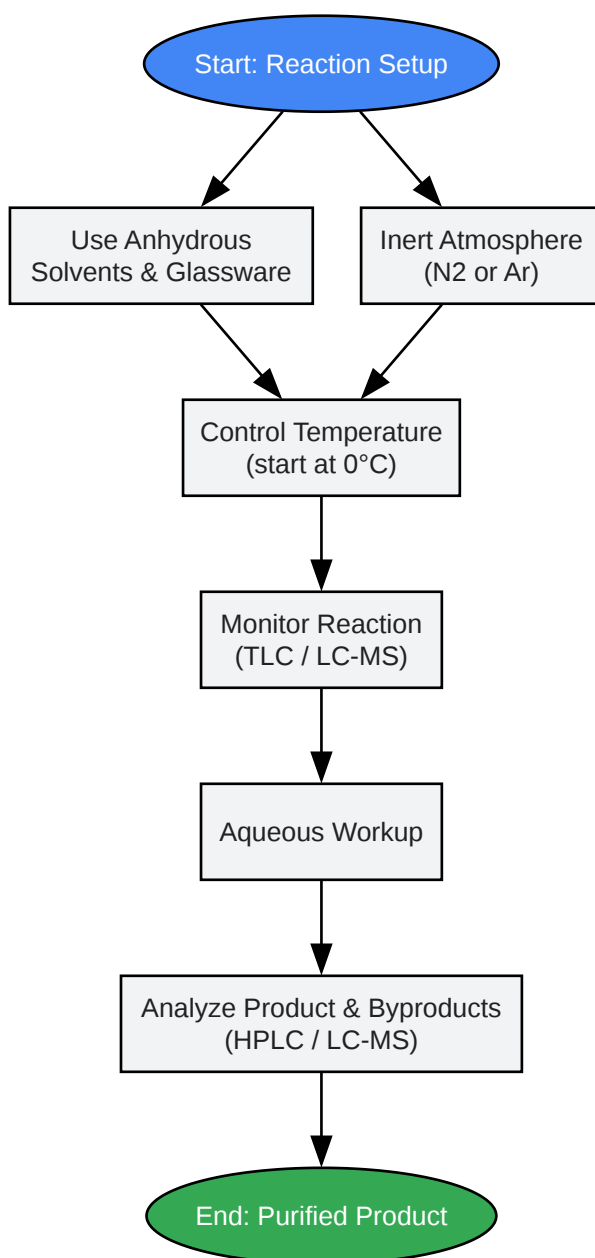 Start: Reaction Setup
Use Anhydrous
Solvents & Glassware
Inert Atmosphere
(N2 or Ar)
Control Temperature
(start at 0°C)
Monitor Reaction
(TLC / LC-MS)
Aqueous Workup
Analyze Product & Byproducts
(HPLC / LC-MS)
End: Purified Product